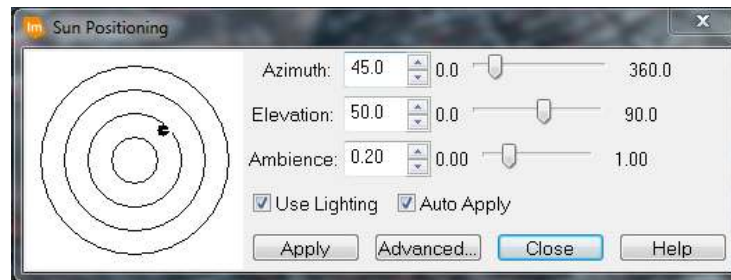 Im Sun Positioning X
Azimuth: 45.0 0.0 360.0
Elevation: 50.0 0.0 90.0
Ambience: 0.20 0.00 1.00
Use Lighting Auto Apply
Apply Advanced... Close Help